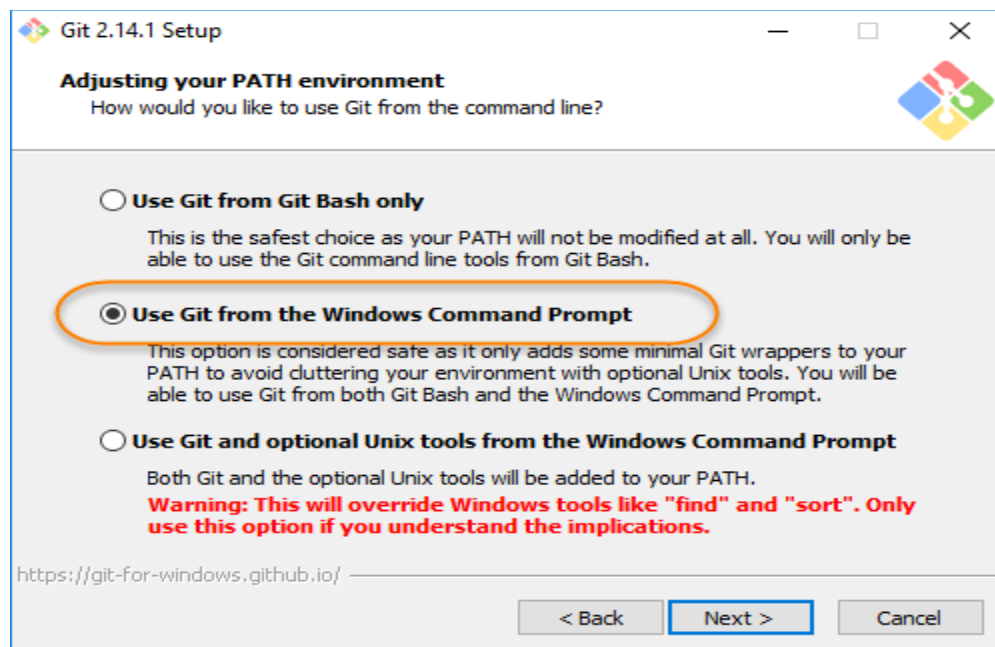 Git 2.14.1 Setup
Adjusting your PATH environment
How would you like to use Git from the command line?
Use Git from Git Bash only
This is the safest choice as your PATH will not be modified at all. You will only be
able to use the Git command line tools from Git Bash.
Use Git from the Windows Command Prompt
This option is considered safe as it only adds some minimal Git wrappers to your
PATH to avoid cluttering your environment with optional Unix tools. You will be
able to use Git from both Git Bash and the Windows Command Prompt.
Use Git and optional Unix tools from the Windows Command Prompt
Both Git and the optional Unix tools will be added to your PATH.
Warning: This will override Windows tools like "find" and "sort". Only
use this option if you understand the implications.
https://git-for-windows.github.io/
< Back Next > Cancel